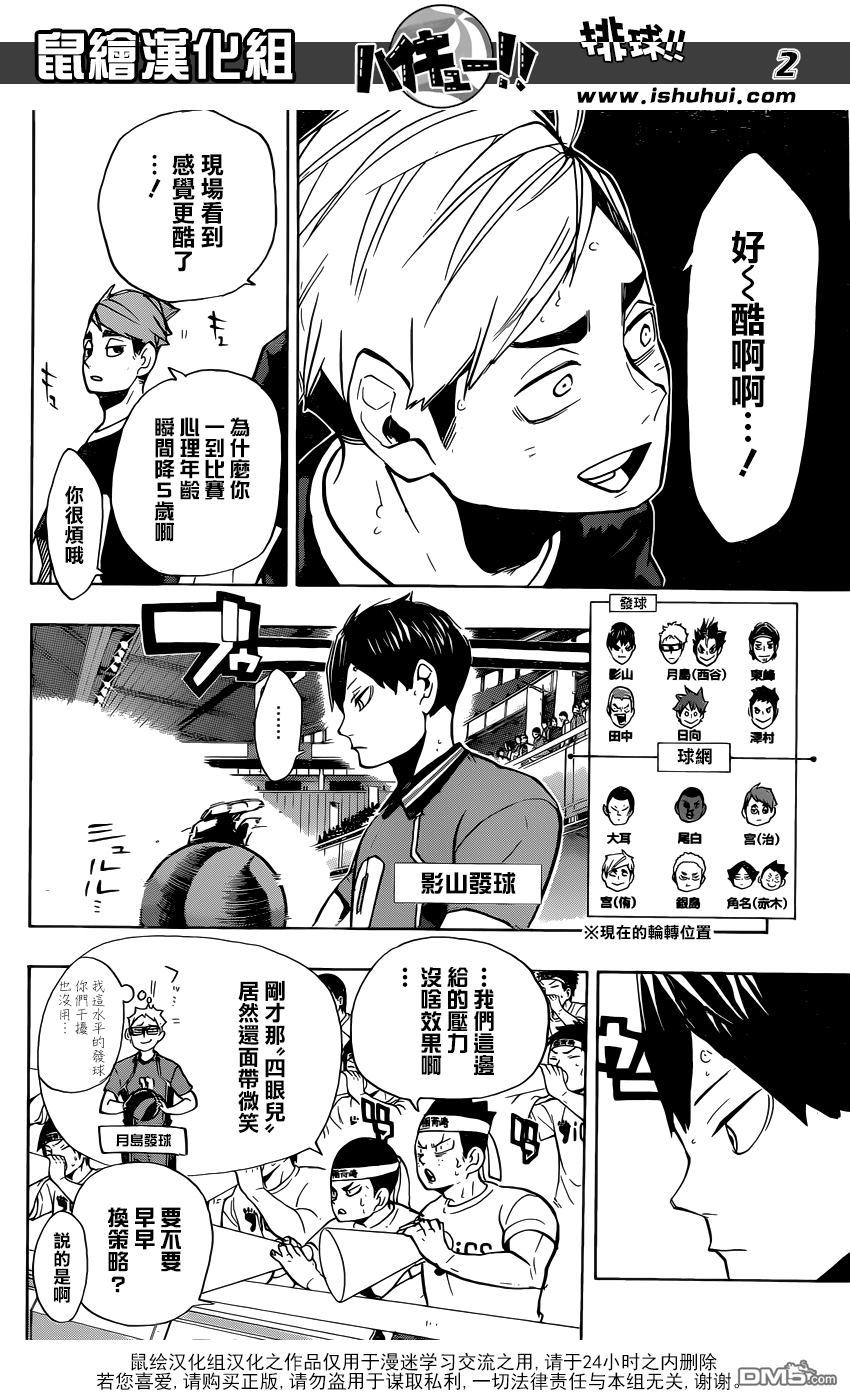 鼠繪漢化組
ハイキュー!!
排球!!
2
www.ishuhui.com
好～酷啊啊…！
現場看到
感覺更酷了
…！
為什麼你
一到比賽
心理年齡
瞬間降5歲啊
你很煩哦
發球
影山
月島(西谷)
東峰
田中
日向
澤村
球網
大耳
尾白
宮(治)
宮(侑)
銀島
角名(赤木)
※現在的輪轉位置
ブゥー
……
影山發球
…我們這邊
給的壓力
沒啥效果啊
…
剛才那“四眼兒”
居然還面帶微笑
我這水平的發球
你們干擾
也沒用…
月島發球
要不要
早早
換策略？
説的是啊
鼠绘汉化组汉化之作品仅用于漫迷学习交流之用, 请于24小时之内删除
若您喜爱, 请购买正版, 请勿盗用于谋取私利, 一切法律责任与本组无关, 谢谢。
DM5.com